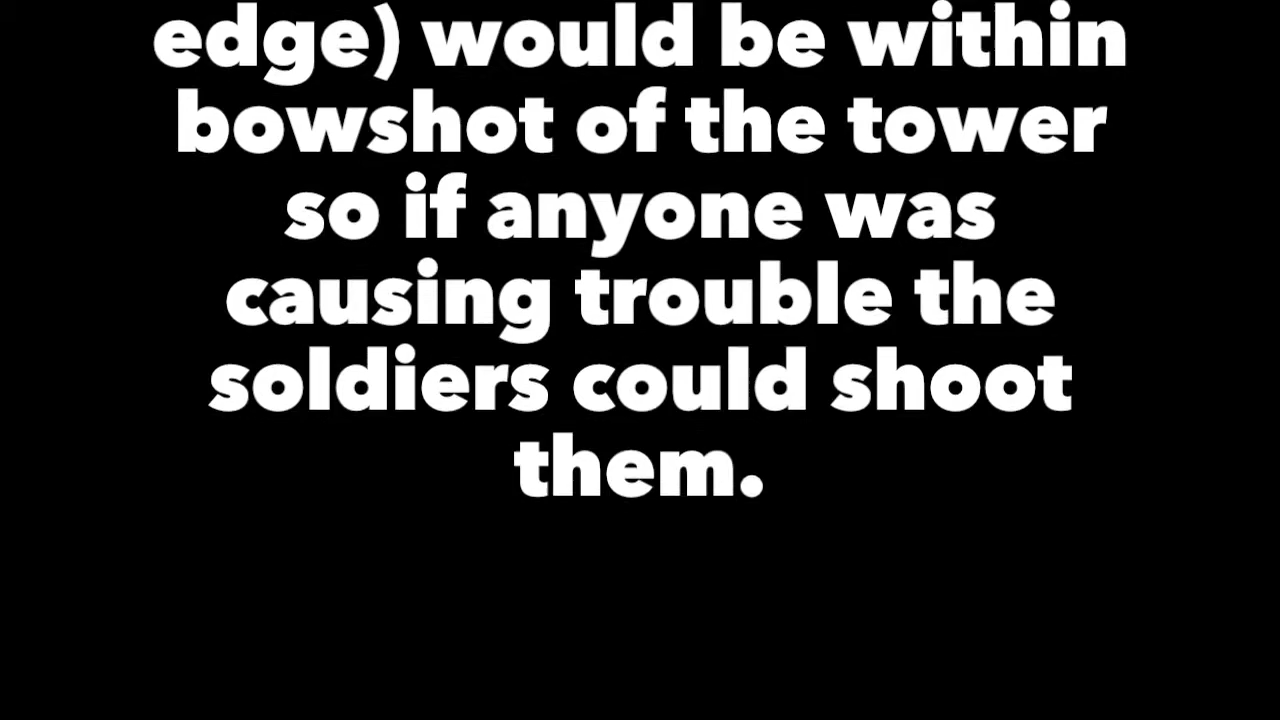 edge) would be within
bowshot of the tower
so if anyone was
causing trouble the
soldiers could shoot
them.